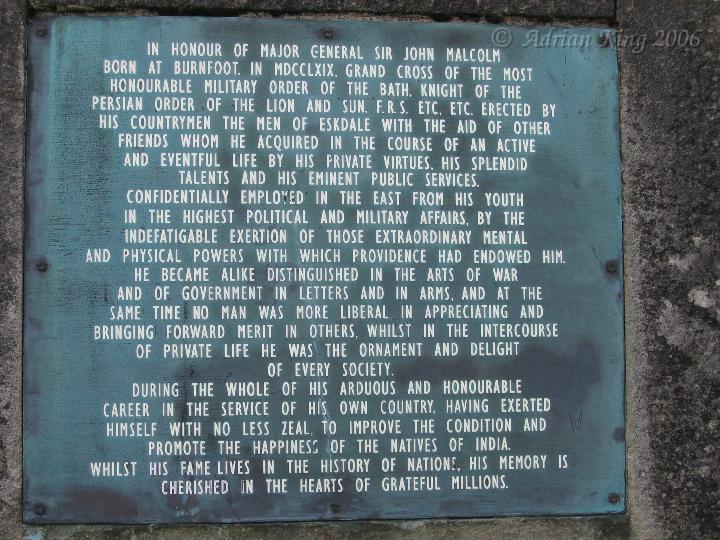 © Adrian King 2006
IN HONOUR OF MAJOR GENERAL SIR JOHN MALCOLM
BORN AT BURNFOOT. IN MDCCLXIX. GRAND CROSS OF THE MOST
HONOURABLE MILITARY ORDER OF THE BATH, KNIGHT OF THE
PERSIAN ORDER OF THE LION AND SUN, F.R.S. ETC, ETC. ERECTED BY
HIS COUNTRYMEN THE MEN OF ESKDALE WITH THE AID OF OTHER
FRIENDS WHOM HE ACQUIRED IN THE COURSE OF AN ACTIVE
AND EVENTFUL LIFE BY HIS PRIVATE VIRTUES, HIS SPLENDID
TALENTS AND HIS EMINENT PUBLIC SERVICES.
CONFIDENTIALLY EMPLOYED IN THE EAST FROM HIS YOUTH
IN THE HIGHEST POLITICAL AND MILITARY AFFAIRS, BY THE
INDEFATIGABLE EXERTION OF THOSE EXTRAORDINARY MENTAL
AND PHYSICAL POWERS WITH WHICH PROVIDENCE HAD ENDOWED HIM.
HE BECAME ALIKE DISTINGUISHED IN THE ARTS OF WAR
AND OF GOVERNMENT IN LETTERS AND IN ARMS, AND AT THE
SAME TIME NO MAN WAS MORE LIBERAL IN APPRECIATING AND
BRINGING FORWARD MERIT IN OTHERS, WHILST IN THE INTERCOURSE
OF PRIVATE LIFE HE WAS THE ORNAMENT AND DELIGHT
OF EVERY SOCIETY.
DURING THE WHOLE OF HIS ARDUOUS AND HONOURABLE
CAREER IN THE SERVICE OF HIS OWN COUNTRY, HAVING EXERTED
HIMSELF WITH NO LESS ZEAL, TO IMPROVE THE CONDITION AND
PROMOTE THE HAPPINESS OF THE NATIVES OF INDIA.
WHILST HIS FAME LIVES IN THE HISTORY OF NATIONS, HIS MEMORY IS
CHERISHED IN THE HEARTS OF GRATEFUL MILLIONS.